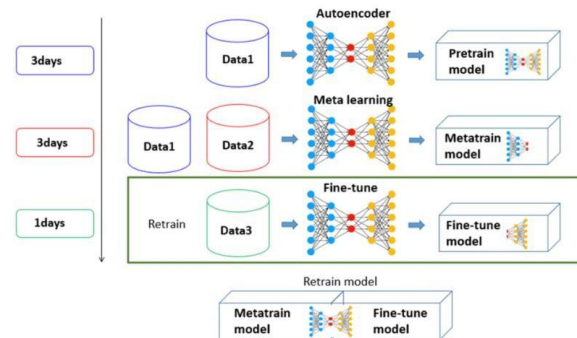 Autoencoder
3days
Data1
Pretrain
model
Meta learning
3days
Data1
Data2
Metatrain
model
Fine-tune
1days
Retrain
Data3
Fine-tune
model
Retrain model
Metatrain
model
Fine-tune
model